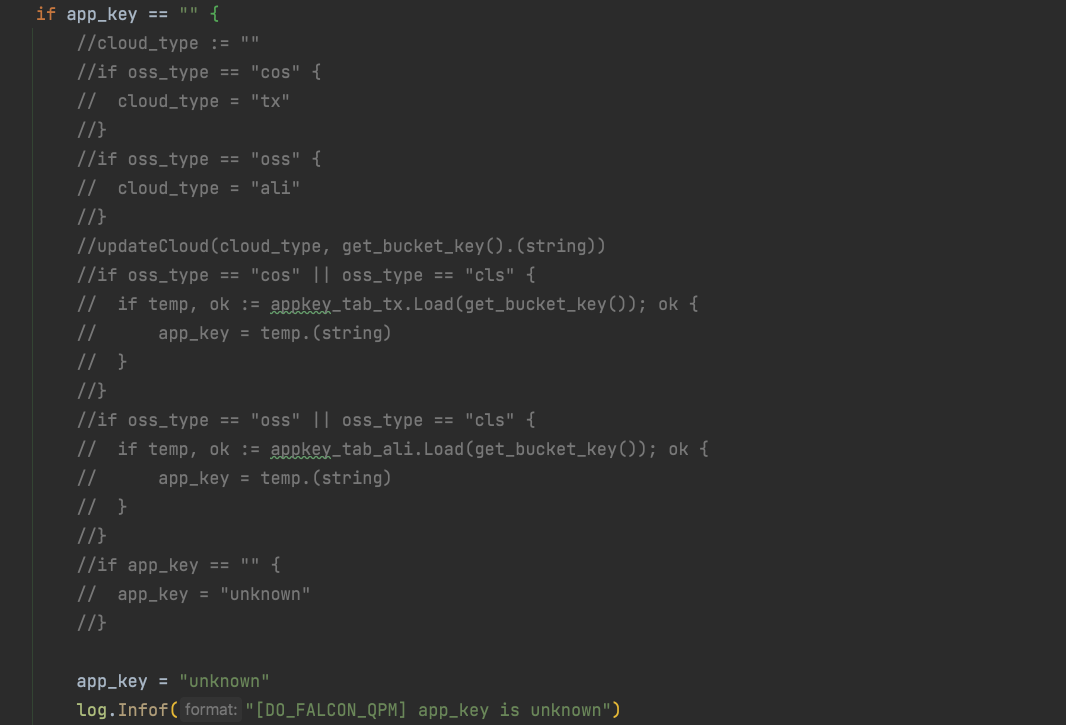 if app_key == "" {
    //cloud_type := ""
    //if oss_type == "cos" {
    //  cloud_type = "tx"
    //}
    //if oss_type == "oss" {
    //  cloud_type = "ali"
    //}
    //updateCloud(cloud_type, get_bucket_key().(string))
    //if oss_type == "cos" || oss_type == "cls" {
    //  if temp, ok := appkey_tab_tx.Load(get_bucket_key()); ok {
    //      app_key = temp.(string)
    //  }
    //}
    //if oss_type == "oss" || oss_type == "cls" {
    //  if temp, ok := appkey_tab_ali.Load(get_bucket_key()); ok {
    //      app_key = temp.(string)
    //  }
    //}
    //if app_key == "" {
    //  app_key = "unknown"
    //}
    app_key = "unknown"
    log.Infof( format: "[DO_FALCON_QPM] app_key is unknown")